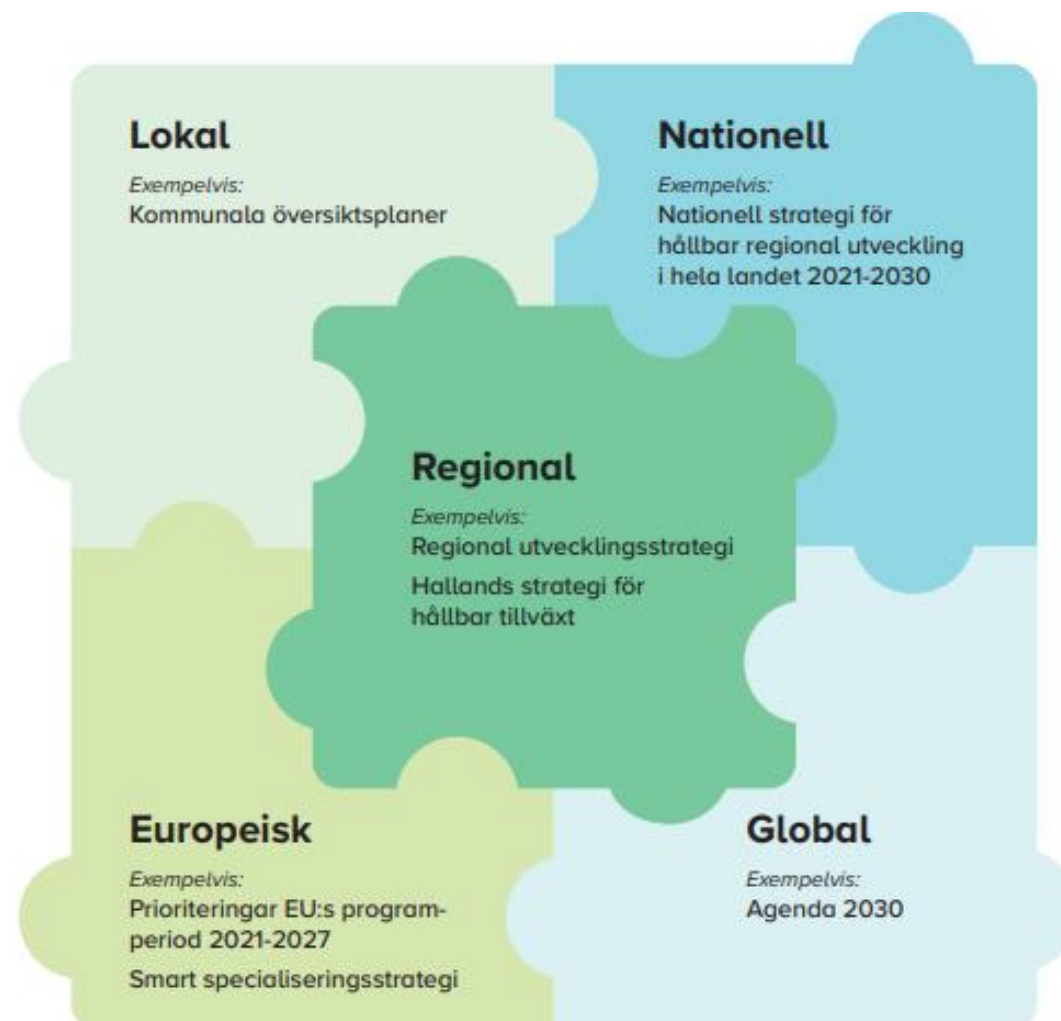 Lokal
Exempelvis:
Kommunala översiktsplaner
Nationell
Exempelvis:
Nationell strategi för
hållbar regional utveckling
i hela landet 2021-2030
Regional
Exempelvis:
Regional utvecklingsstrategi
Hallands strategi för
hållbar tillväxt
Europeisk
Exempelvis:
Prioriteringar EU:s program-
period 2021-2027
Smart specialiseringsstrategi
Global
Exempelvis:
Agenda 2030